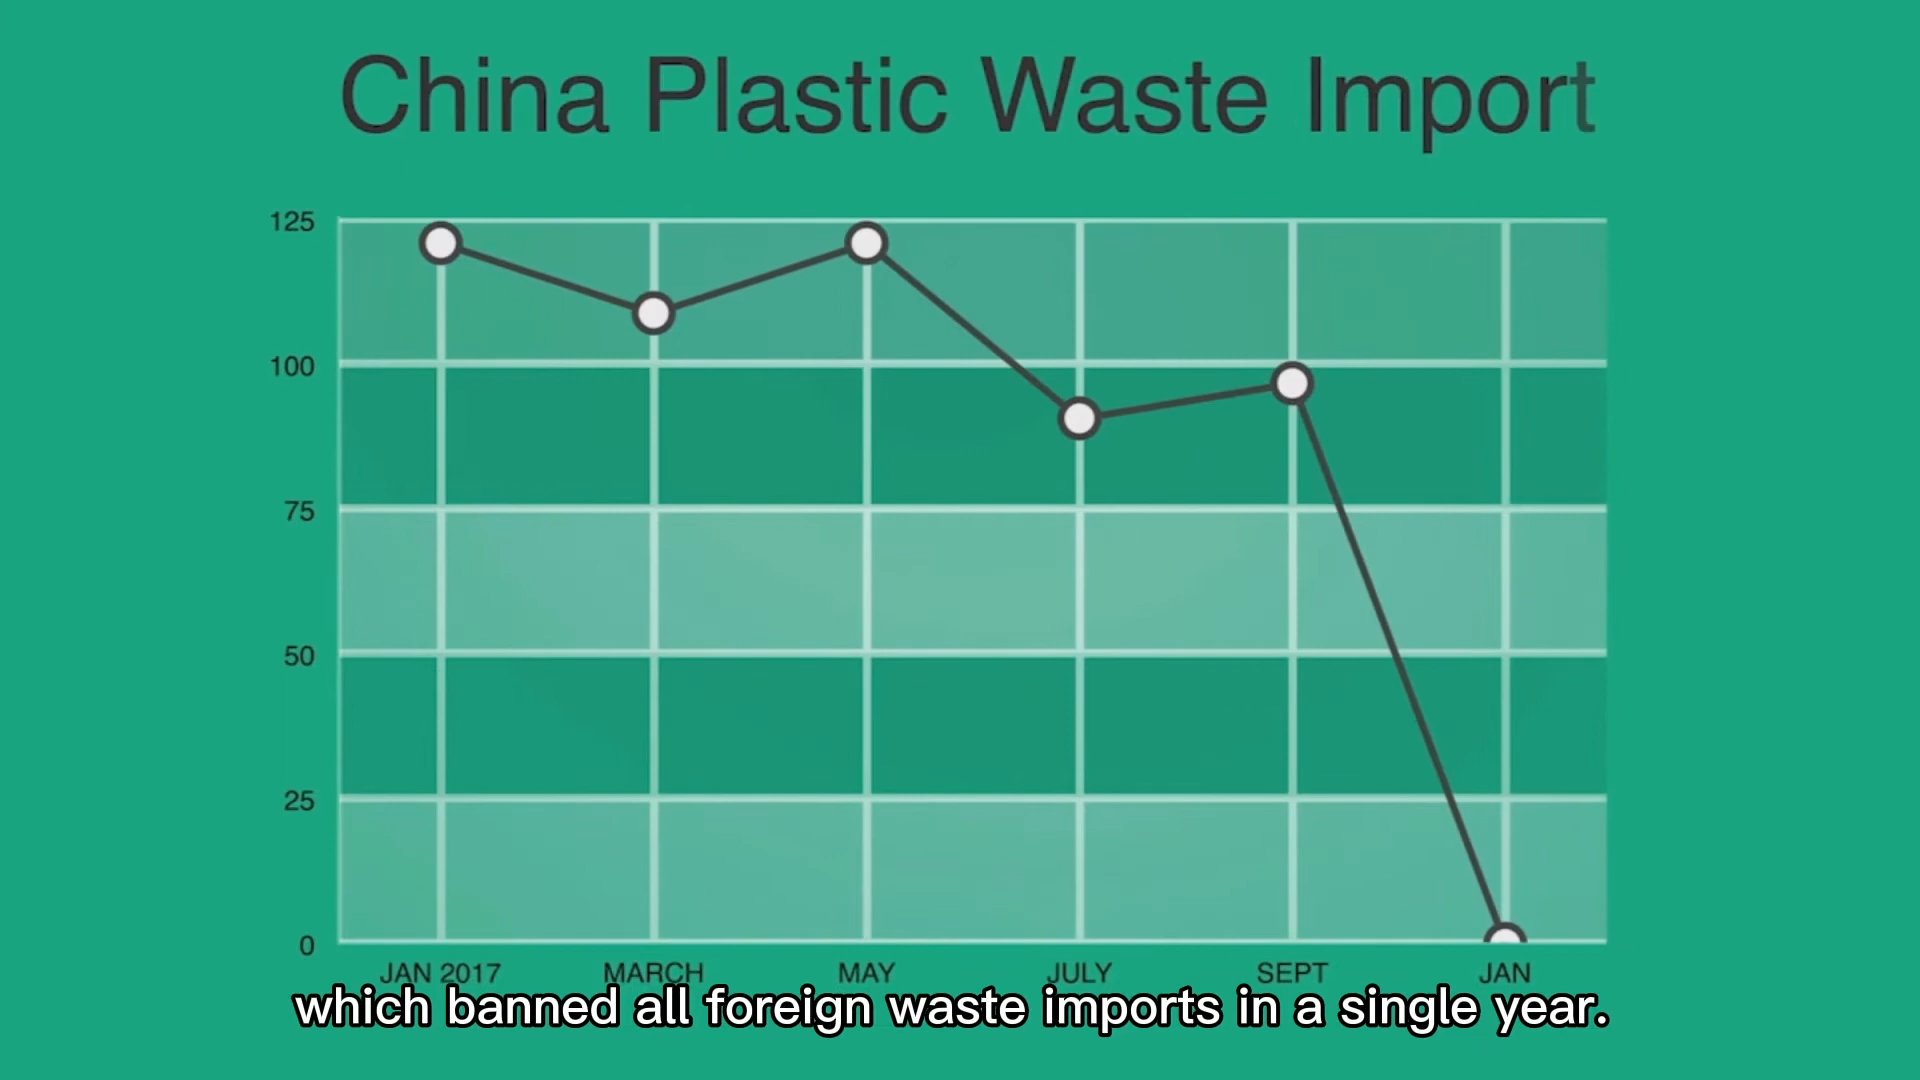 China Plastic Waste Import
125
100
75
50
25
0
JAN 2017 MARCH MAY JULY SEPT JAN
which banned all foreign waste imports in a single year.